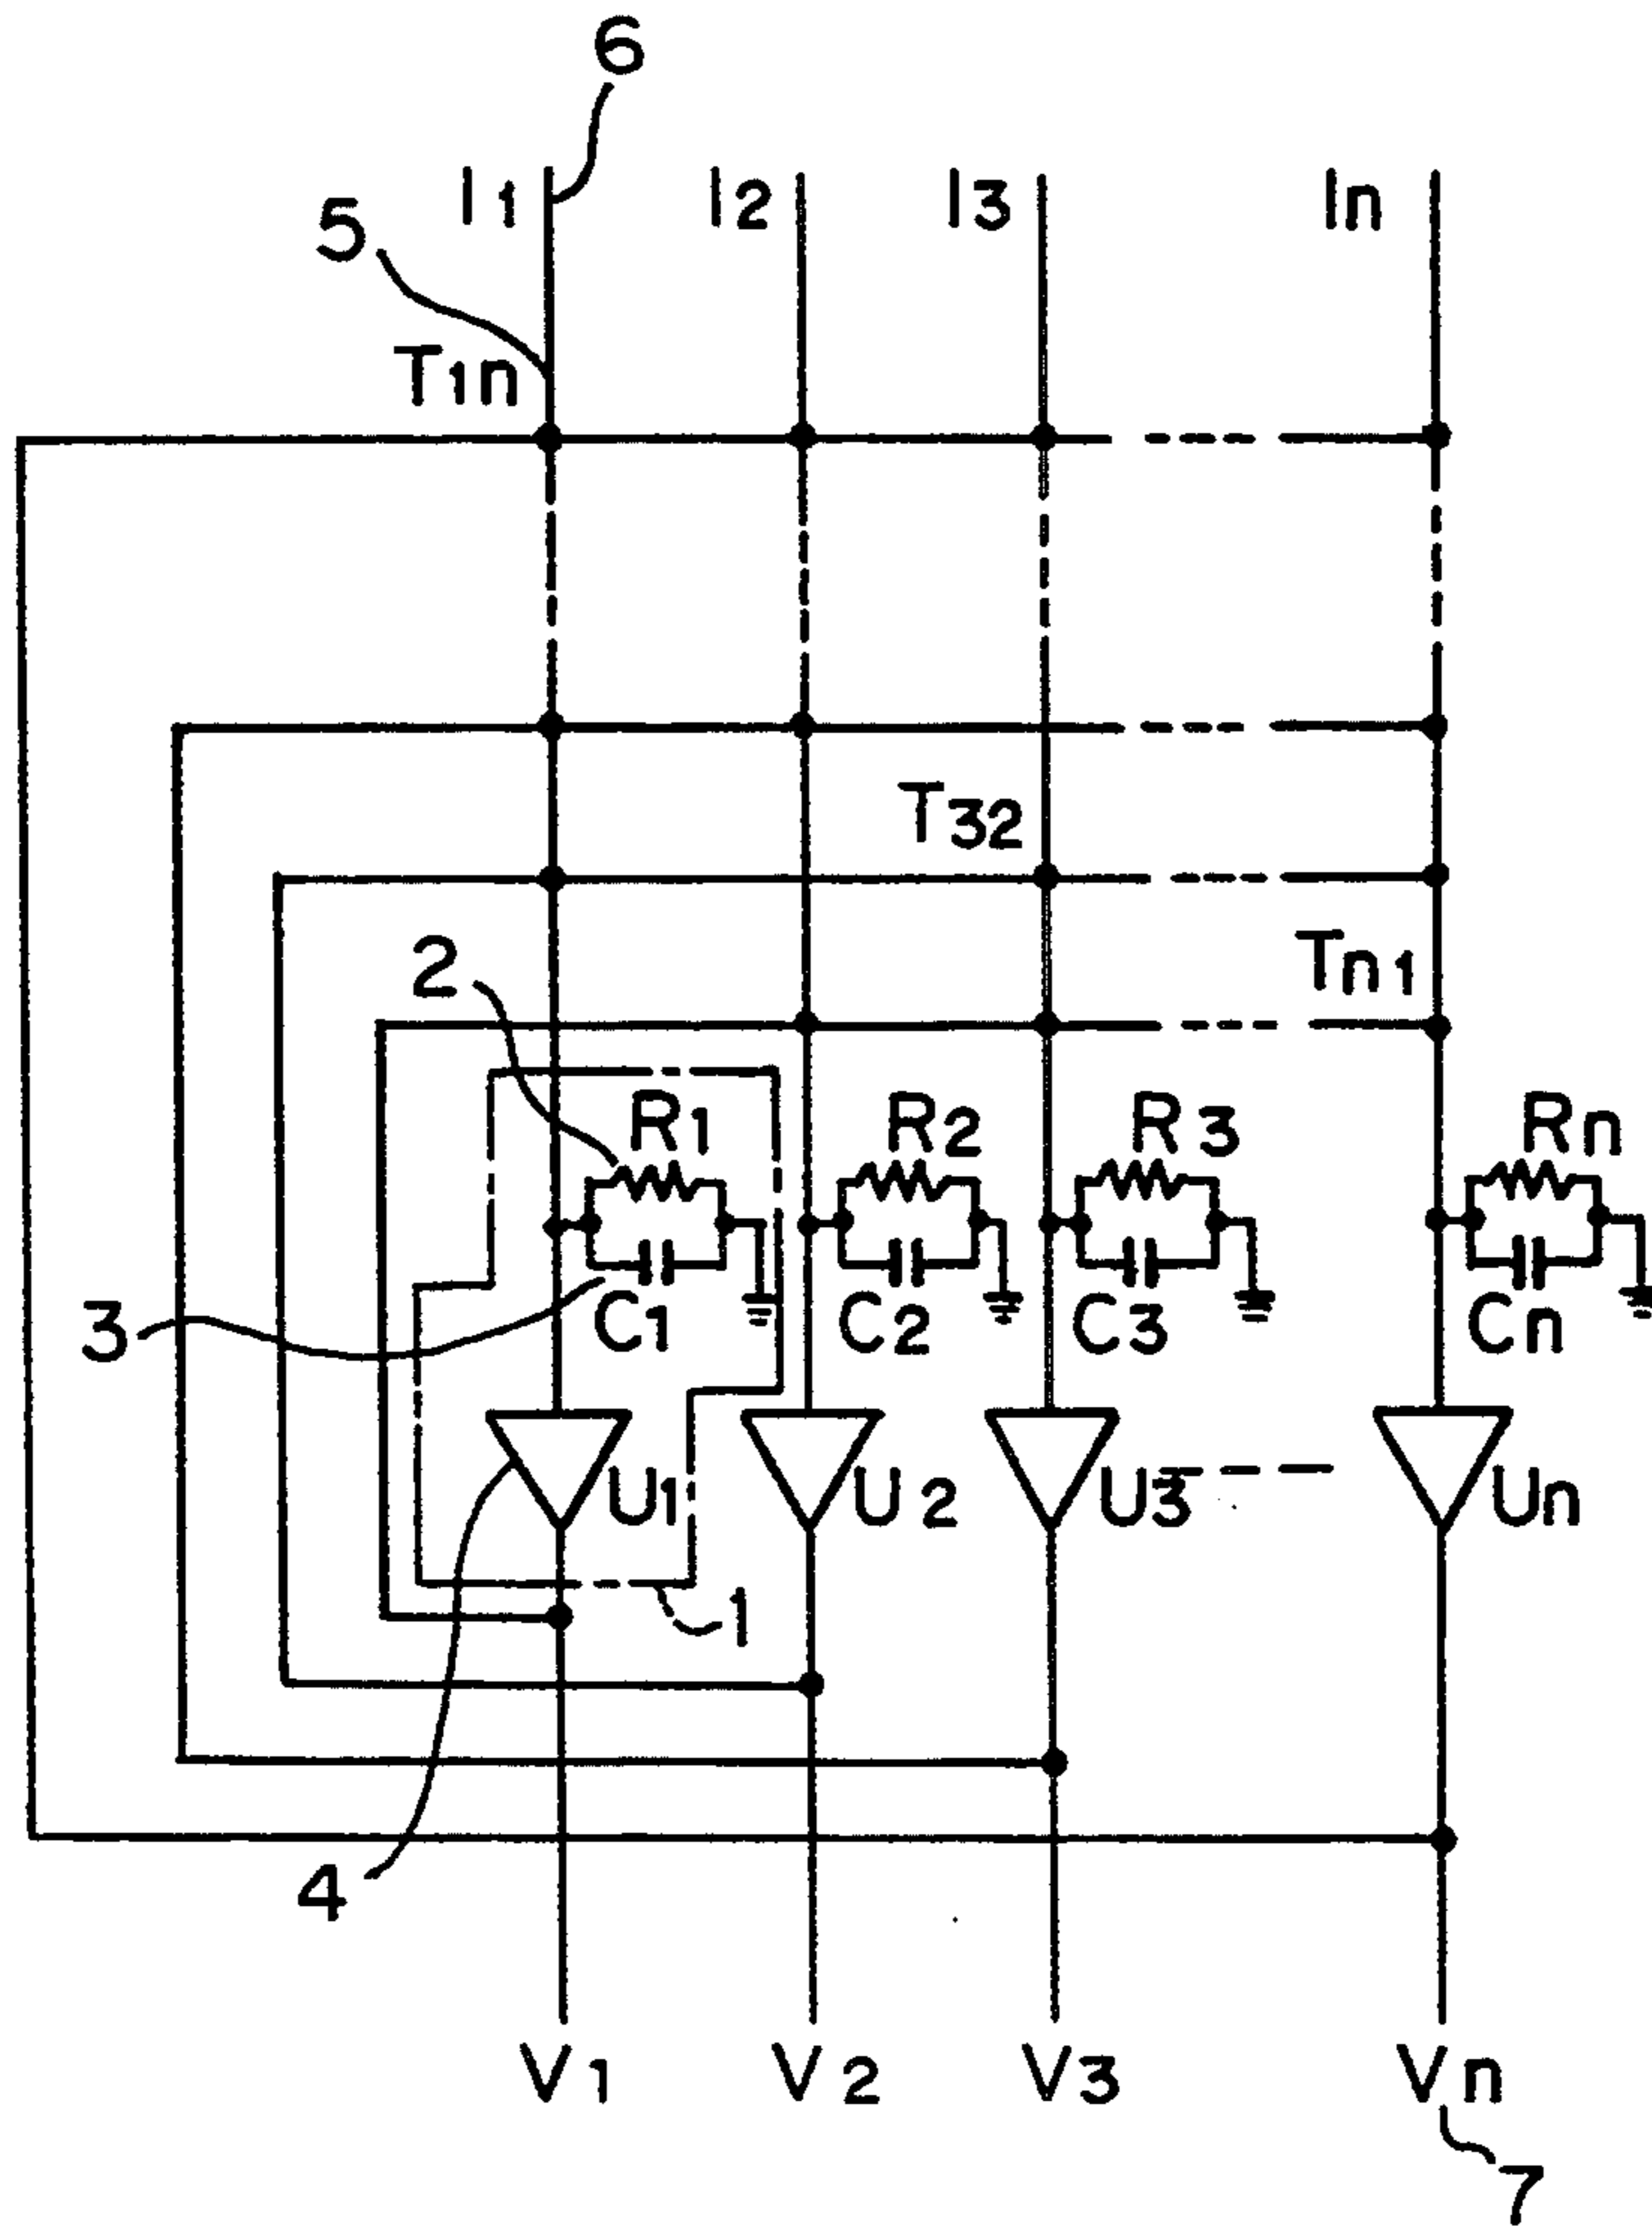 6
I1 I2 I3 In
5
T1n
T32
2 Tn1
R1 R2 R3 Rn
3 C1 C2 C3 Cn
U1 U2 U3 Un
1
4
V1 V2 V3 Vn
7